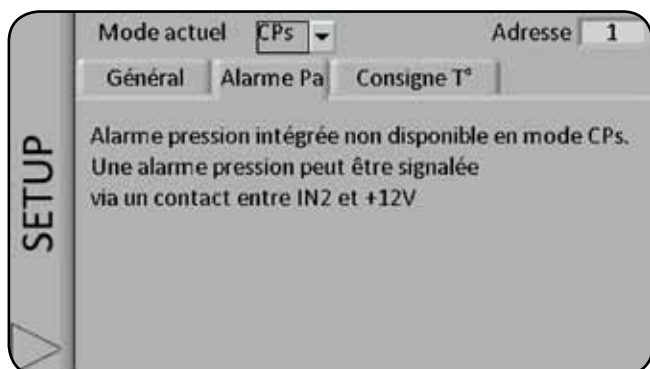 Mode actuel CPs Adresse 1
Général Alarme Pa Consigne T°
SETUP
Alarme pression intégrée non disponible en mode CPs.
Une alarme pression peut être signalée
via un contact entre IN2 et +12V